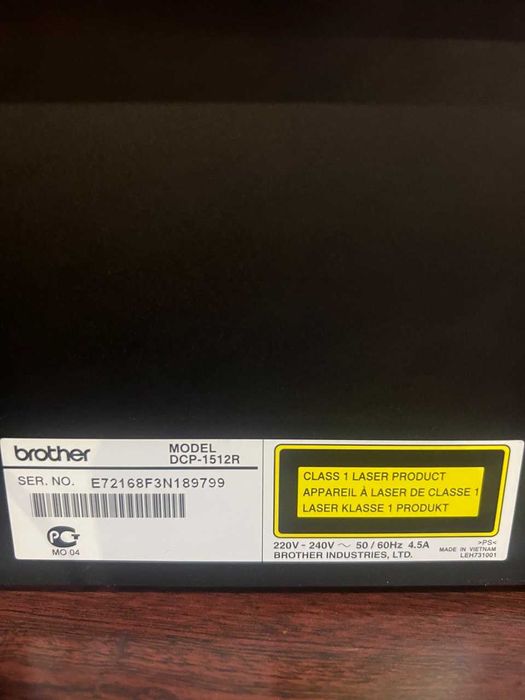 brother
MODEL
DCP-1512R
SER. NO. E72168F3N189799
PG
MO 04
CLASS 1 LASER PRODUCT
APPAREIL À LASER DE CLASSE 1
LASER KLASSE 1 PRODUKT
220V - 240V ~ 50 / 60Hz 4.5A
BROTHER INDUSTRIES, LTD.
>PS<
MADE IN VIETNAM
LEH731001